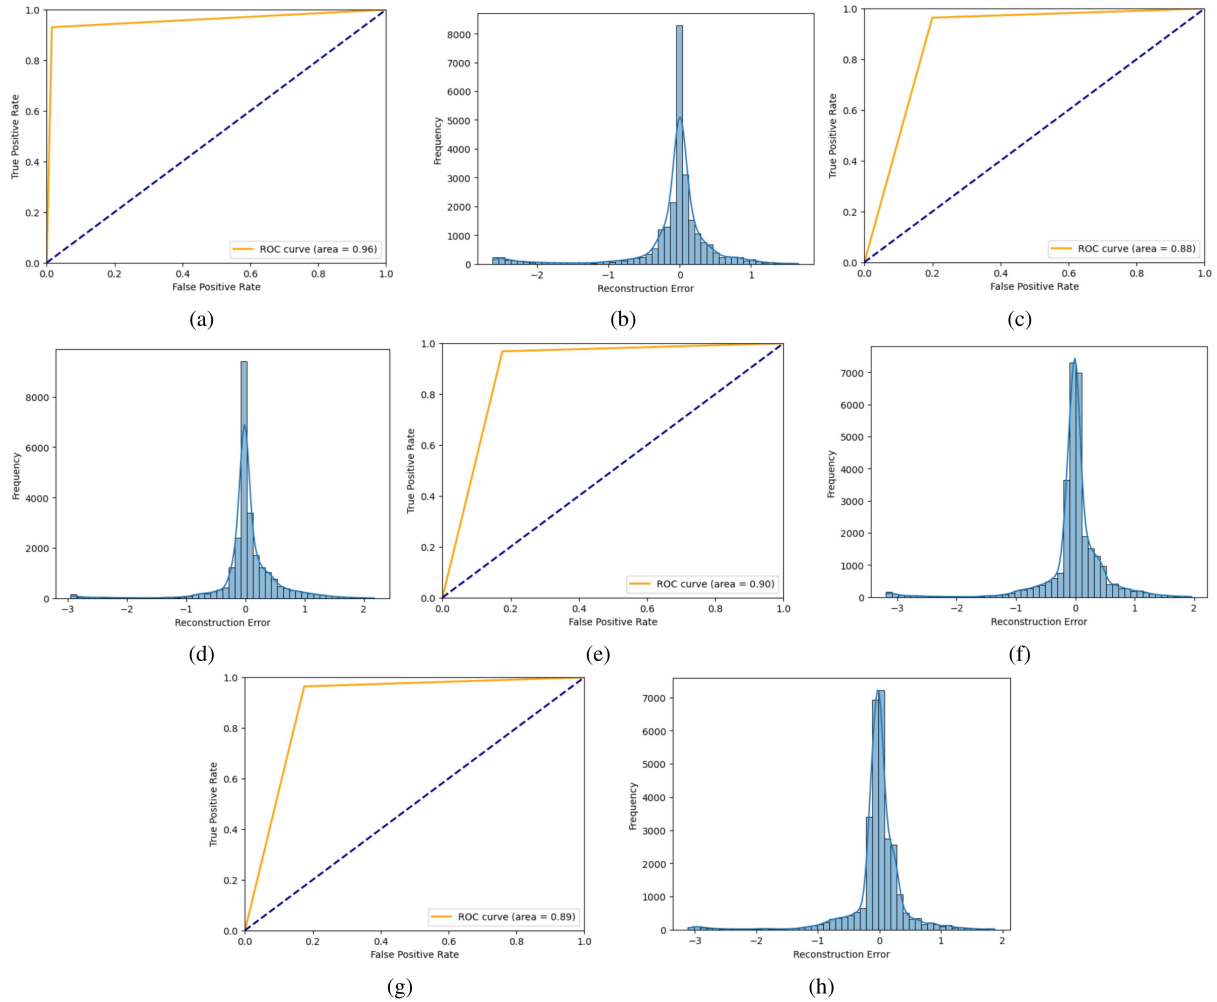 1.0
0.8
0.6
0.4
0.2
0.0
0.0 0.2 0.4 0.6 0.8 1.0
True Positive Rate
False Positive Rate
ROC curve (area = 0.96)
(a)
8000
7000
6000
5000
4000
3000
2000
1000
0
−2 −1 0 1
Frequency
Reconstruction Error
(b)
1.0
0.8
0.6
0.4
0.2
0.0
0.0 0.2 0.4 0.6 0.8 1.0
True Positive Rate
False Positive Rate
ROC curve (area = 0.88)
(c)
8000
6000
4000
2000
0
−3 −2 −1 0 1 2
Frequency
Reconstruction Error
(d)
1.0
0.8
0.6
0.4
0.2
0.0
0.0 0.2 0.4 0.6 0.8 1.0
True Positive Rate
False Positive Rate
ROC curve (area = 0.90)
(e)
7000
6000
5000
4000
3000
2000
1000
0
−3 −2 −1 0 1 2
Frequency
Reconstruction Error
(f)
1.0
0.8
0.6
0.4
0.2
0.0
0.0 0.2 0.4 0.6 0.8 1.0
True Positive Rate
False Positive Rate
ROC curve (area = 0.89)
(g)
7000
6000
5000
4000
3000
2000
1000
0
−3 −2 −1 0 1 2
Frequency
Reconstruction Error
(h)